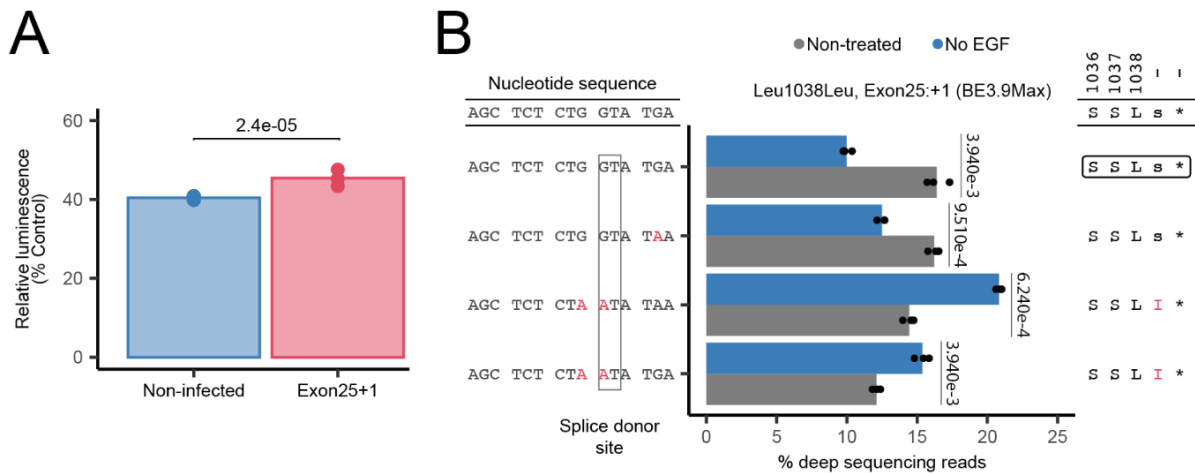 A
Relative luminescence
(% Control)
60
40
20
0
2.4e-05
Non-infected
Exon25+1
B
Non-treated
No EGF
Nucleotide sequence
Leu1038Leu, Exon25:+1 (BE3.9Max)
1036
1037
1038
-
-
AGC TCT CTG GTA TGA
S S L s *
AGC TCT CTG GTA TGA
3.940e-3
S S L s *
AGC TCT CTG GTA TAA
9.510e-4
S S L s *
AGC TCT CTA ATA TAA
6.240e-4
S S L I *
AGC TCT CTA ATA TGA
3.940e-3
S S L I *
Splice donor
site
0 5 10 15 20 25
% deep sequencing reads